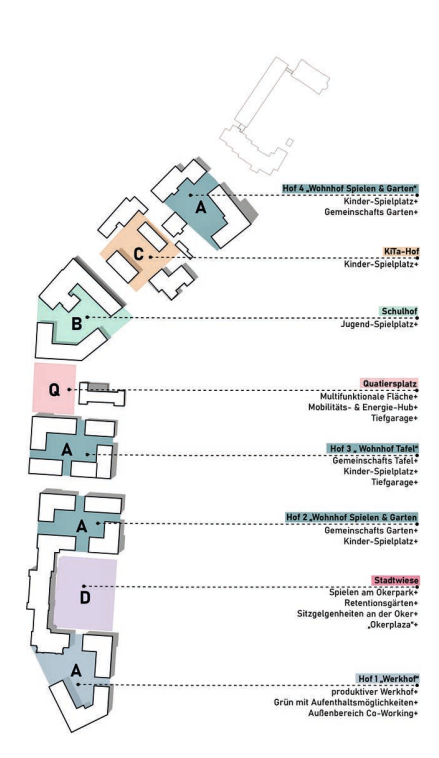 A
Hof 4 „Wohnhof Spielen & Garten“
Kinder-Spielplatz+
Gemeinschafts Garten+
C
KiTa-Hof
Kinder-Spielplatz+
B
Schulhof
Jugend-Spielplatz+
Q
Quatiersplatz
Multifunktionale Fläche+
Mobilitäts- & Energie-Hub+
Tiefgarage+
A
Hof 3 „ Wohnhof Tafel“
Gemeinschafts Tafel+
Kinder-Spielplatz+
Tiefgarage+
A
Hof 2 „Wohnhof Spielen & Garten
Gemeinschafts Garten+
Kinder-Spielplatz+
D
Stadtwiese
Spielen am Okerpark+
Retentionsgärten+
Sitzgelgenheiten an der Oker+
„Okerplaza“+
A
Hof 1 „Werkhof“
produktiver Werkhof+
Grün mit Aufenthaltsmöglichkeiten+
Außenbereich Co-Working+